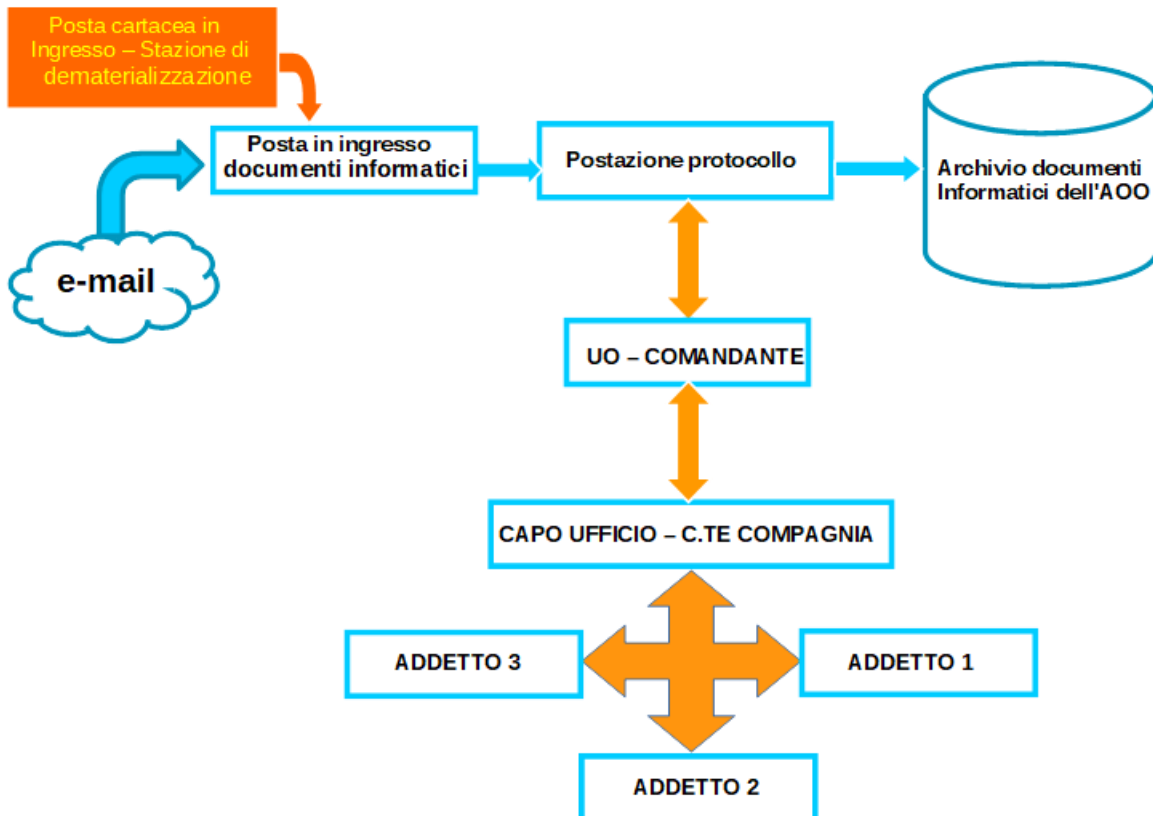 Posta cartacea in
Ingresso – Stazione di
dematerializzazione
Posta in ingresso
documenti informatici
Postazione protocollo
Archivio documenti
Informatici dell'AOO
e-mail
UO – COMANDANTE
CAPO UFFICIO – C.TE COMPAGNIA
ADDETTO 3
ADDETTO 1
ADDETTO 2